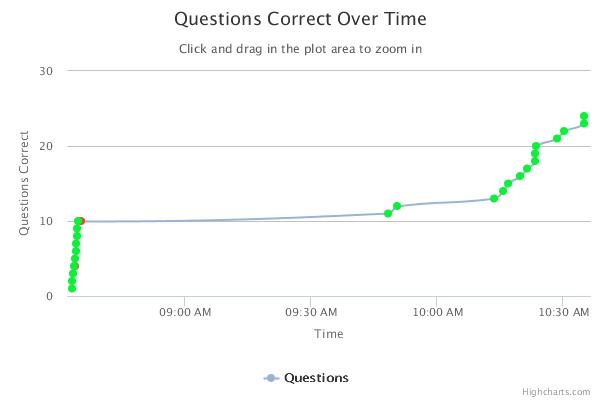 Questions Correct Over Time
Click and drag in the plot area to zoom in
Questions Correct
30
20
10
0
09:00 AM 09:30 AM 10:00 AM 10:30 AM
Time
Questions
Highcharts.com